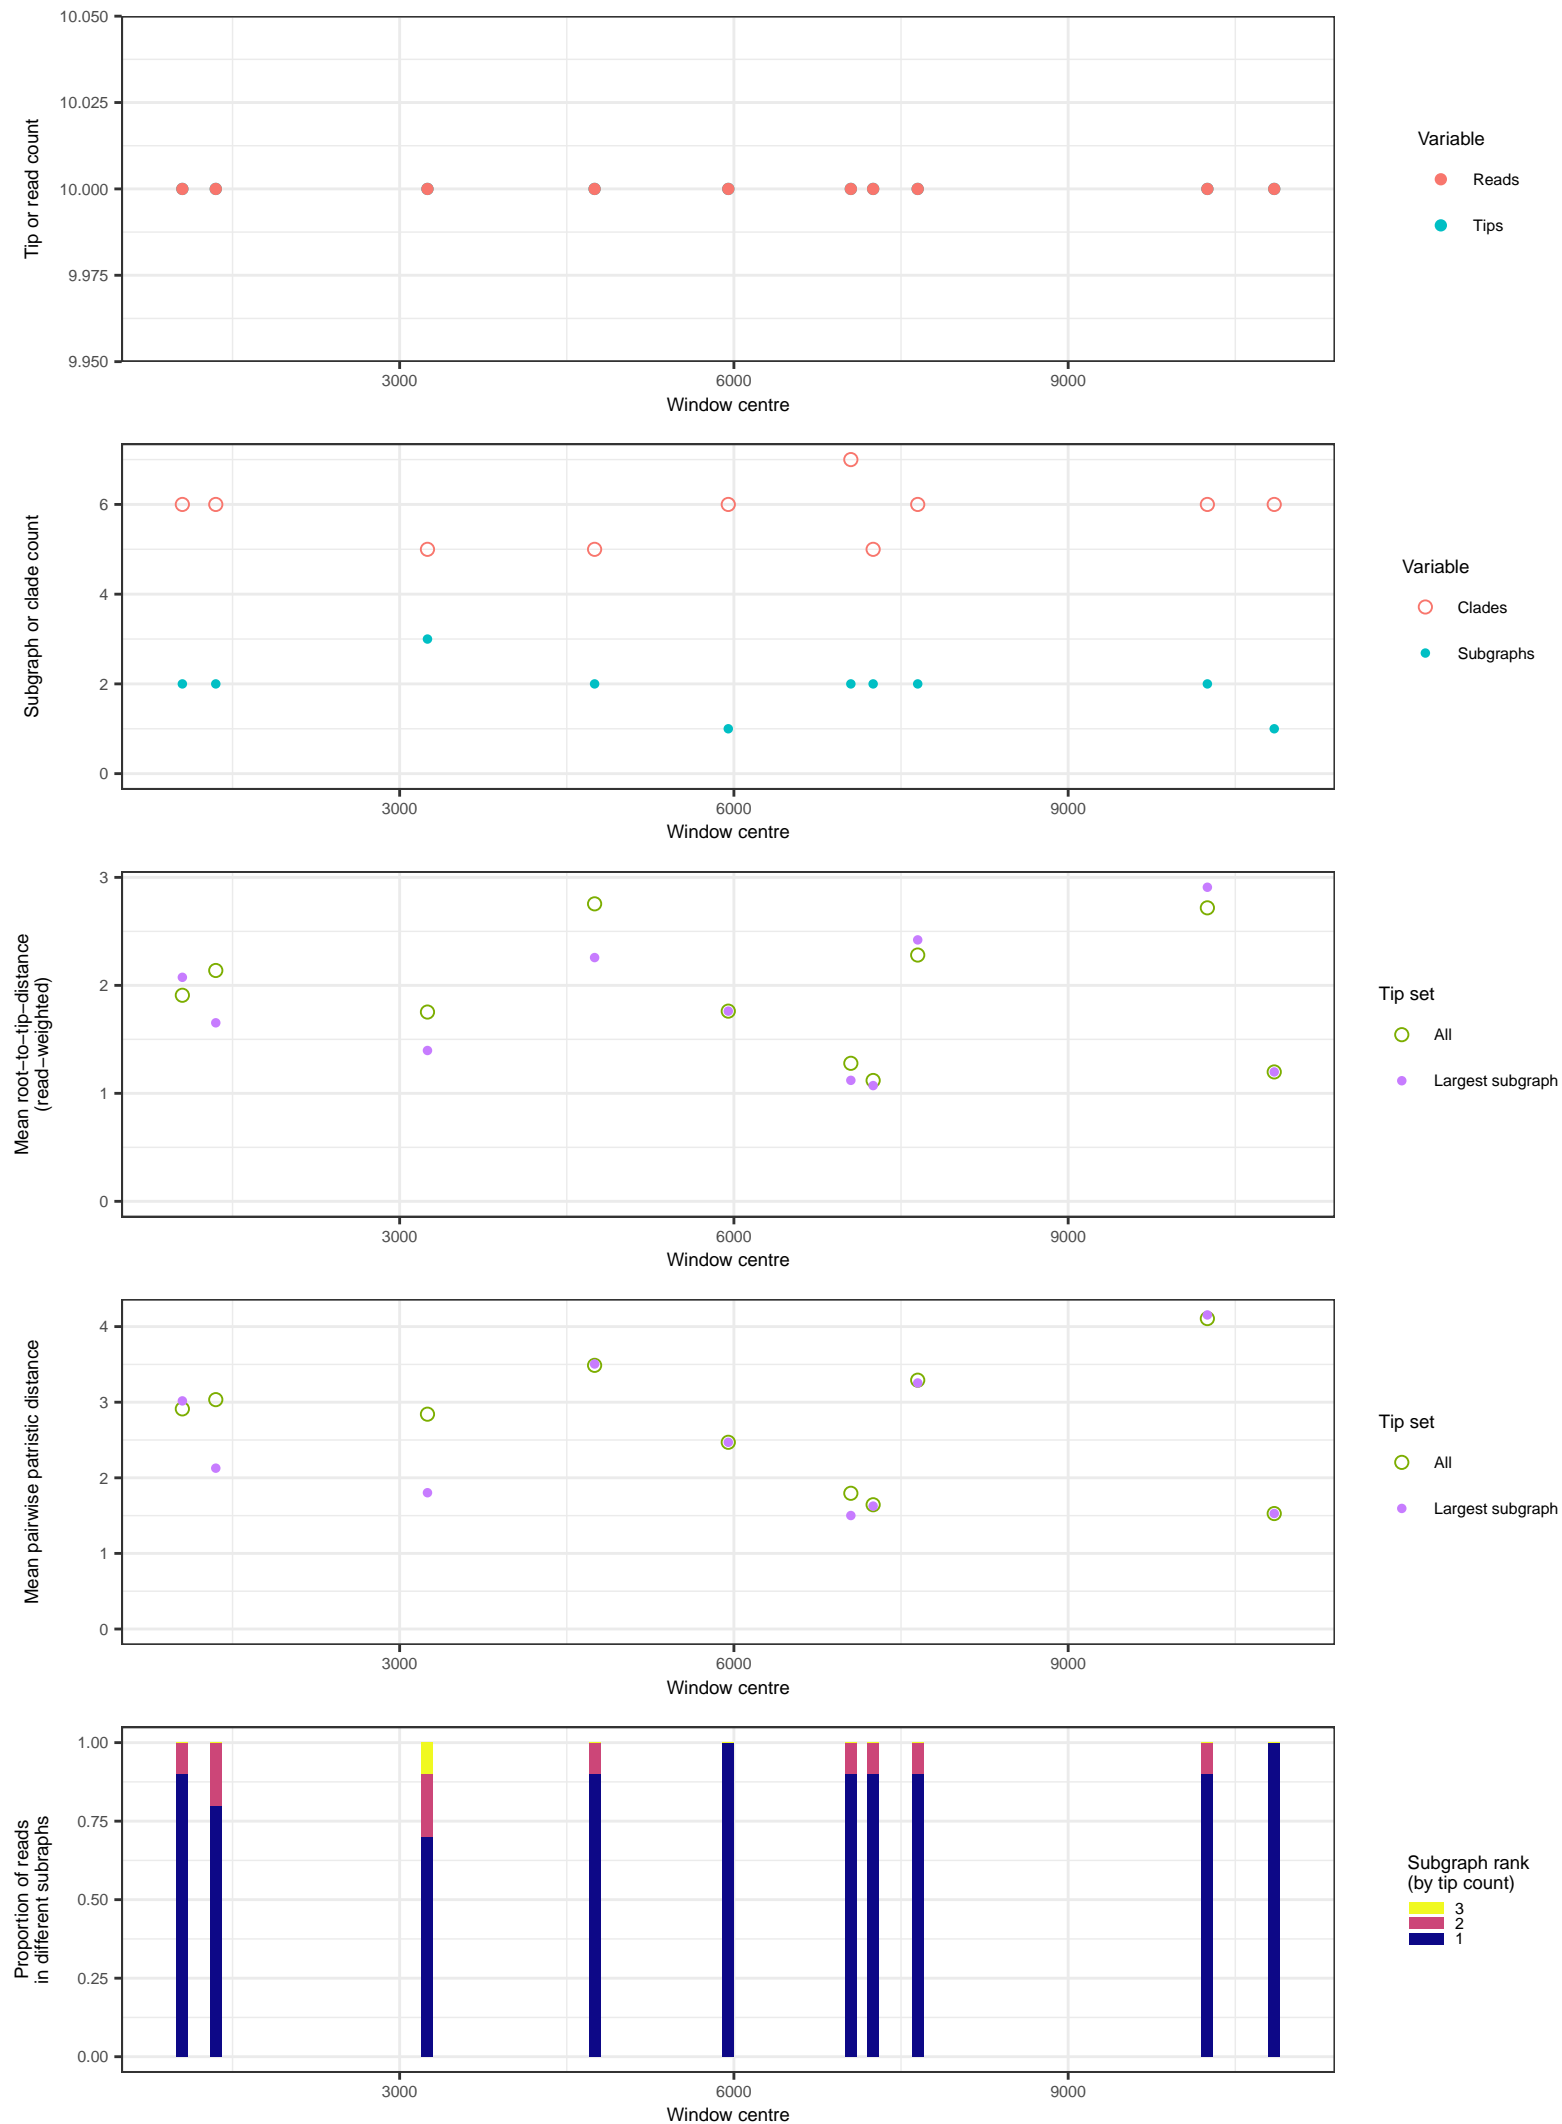 10.050
10.025
10.000
9.975
9.950
Tip or read count
3000 6000 9000
Window centre
Variable
Reads
Tips
6
4
2
0
Subgraph or clade count
3000 6000 9000
Window centre
Variable
Clades
Subgraphs
3
2
1
0
Mean root−to−tip−distance
(read−weighted)
3000 6000 9000
Window centre
Tip set
All
Largest subgraph
4
3
2
1
0
Mean pairwise patristic distance
3000 6000 9000
Window centre
Tip set
All
Largest subgraph
1.00
0.75
0.50
0.25
0.00
Proportion of reads
in different subraphs
3000 6000 9000
Window centre
Subgraph rank
(by tip count)
3
2
1